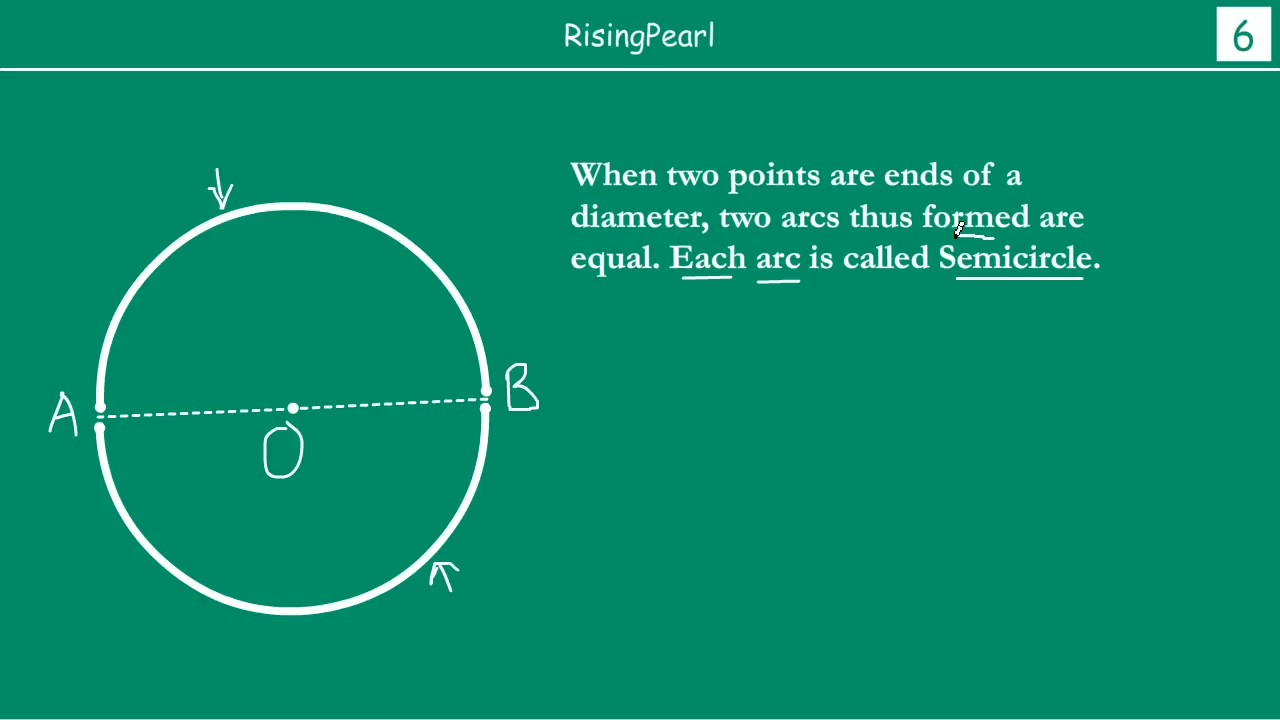 RisingPearl
6
When two points are ends of a
diameter, two arcs thus formed are
equal. Each arc is called Semicircle.
A
B
O